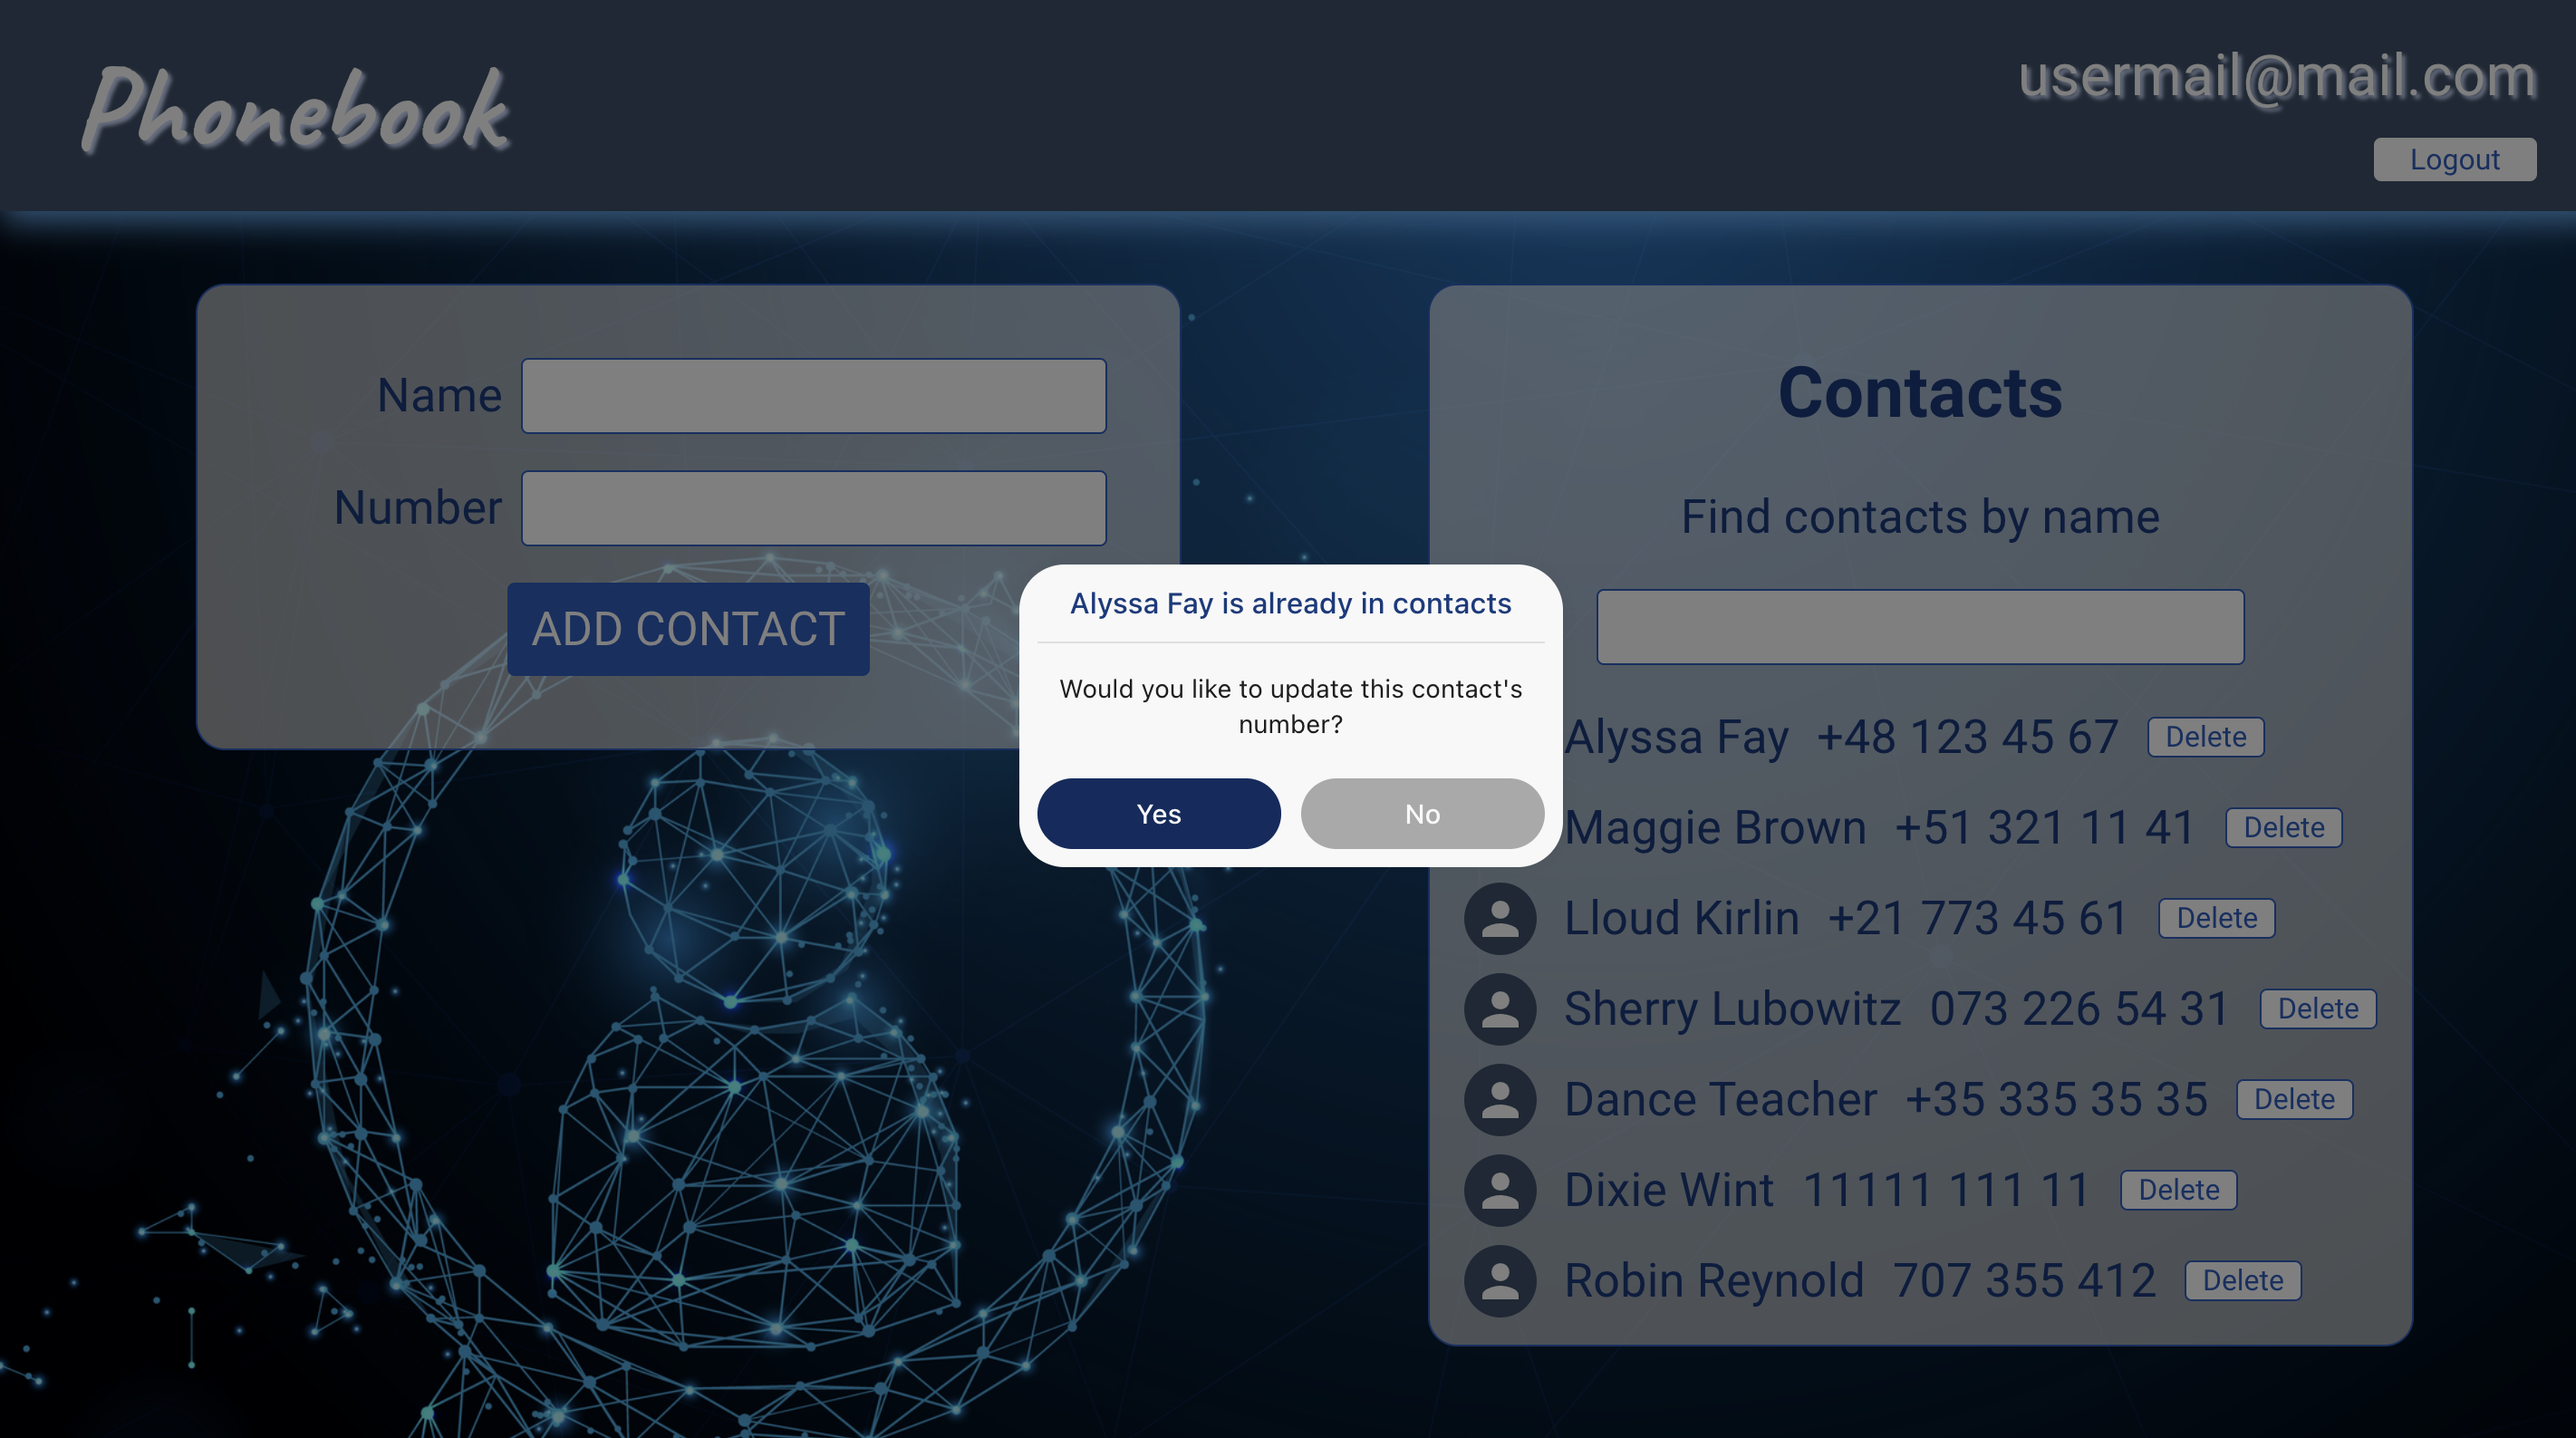 Phonebook
usermail@mail.com
Logout
Name
Number
ADD CONTACT
Contacts
Find contacts by name
Alyssa Fay is already in contacts
Would you like to update this contact's
number?
Yes
No
Alyssa Fay +48 123 45 67 Delete
Maggie Brown +51 321 11 41 Delete
Lloud Kirlin +21 773 45 61 Delete
Sherry Lubowitz 073 226 54 31 Delete
Dance Teacher +35 335 35 35 Delete
Dixie Wint 11111 111 11 Delete
Robin Reynold 707 355 412 Delete